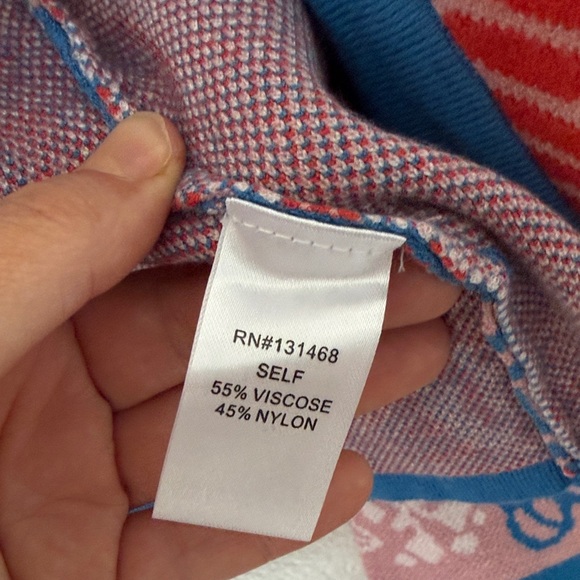 RN#131468
SELF
55% VISCOSE
45% NYLON